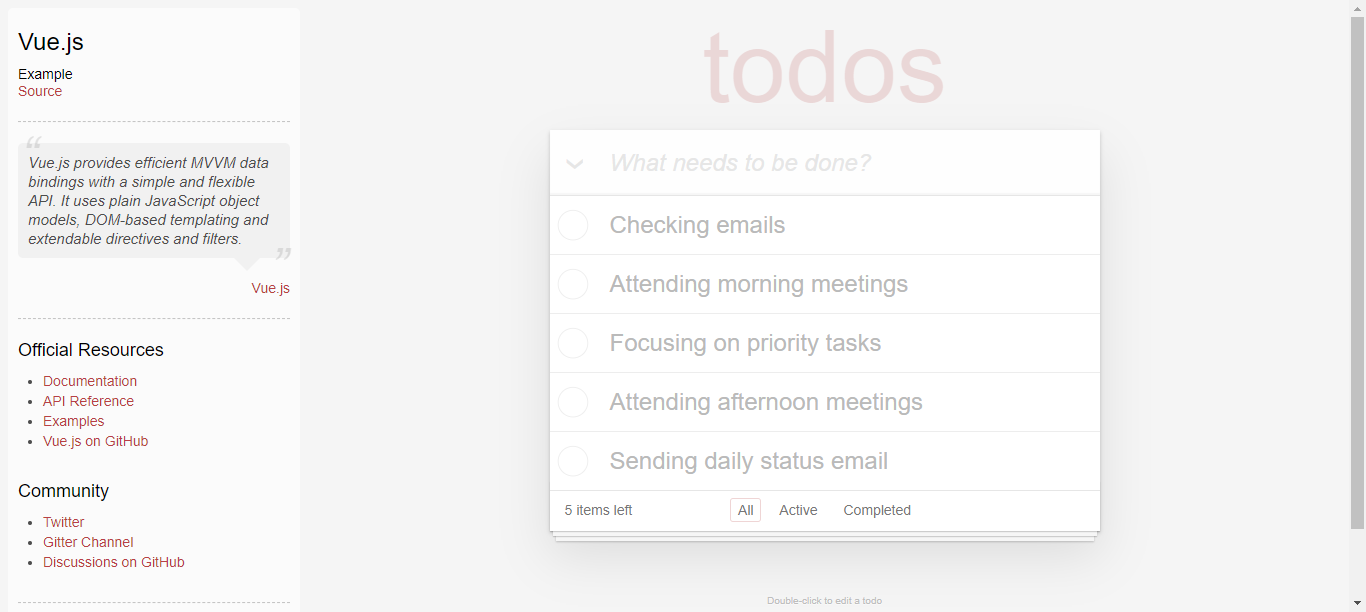 Vue.js
Example
Source
“
Vue.js provides efficient MVVM data
bindings with a simple and flexible
API. It uses plain JavaScript object
models, DOM-based templating and
extendable directives and filters.
”
Vue.js
Official Resources
Documentation
API Reference
Examples
Vue.js on GitHub
Community
Twitter
Gitter Channel
Discussions on GitHub
todos
What needs to be done?
Checking emails
Attending morning meetings
Focusing on priority tasks
Attending afternoon meetings
Sending daily status email
5 items left All Active Completed
Double-click to edit a todo